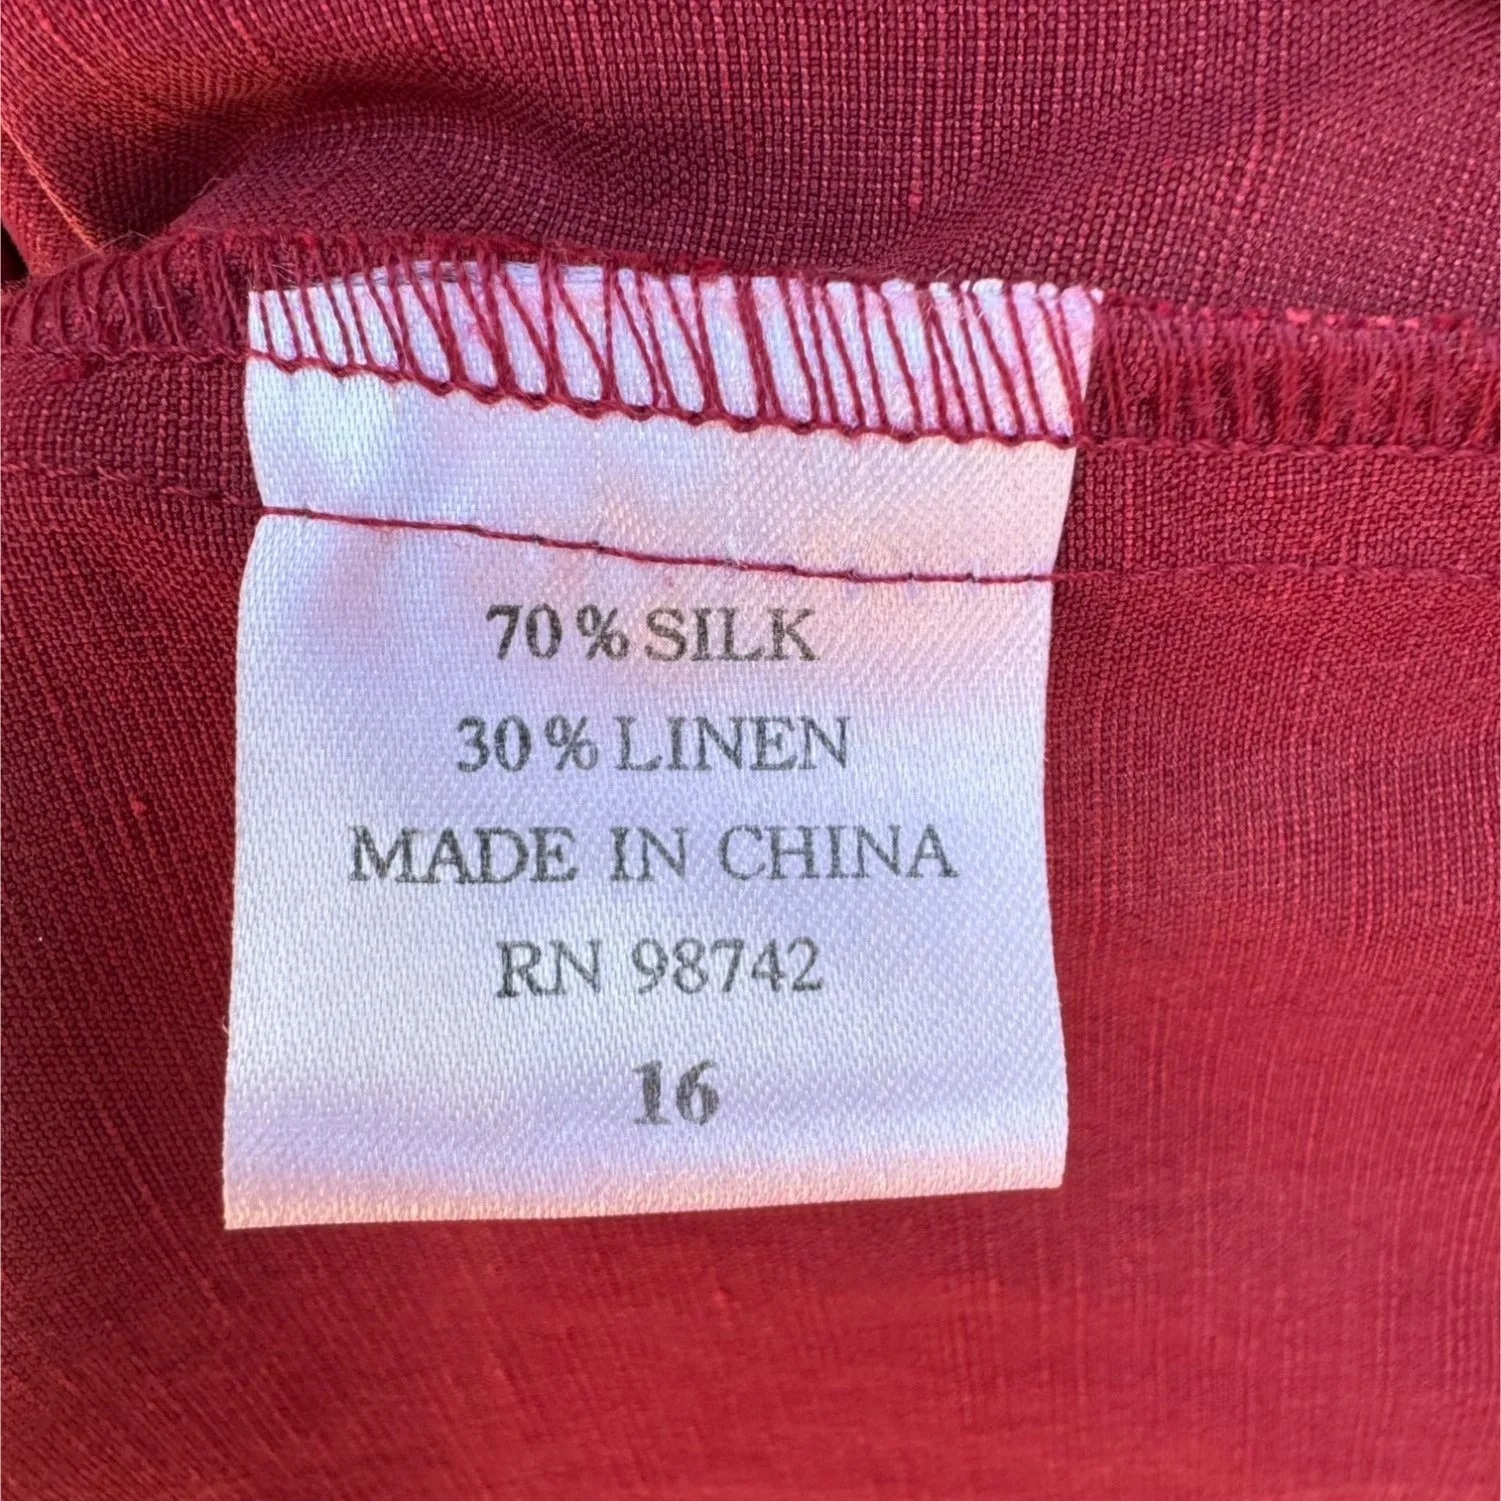 70% SILK
30% LINEN
MADE IN CHINA
RN 98742
16